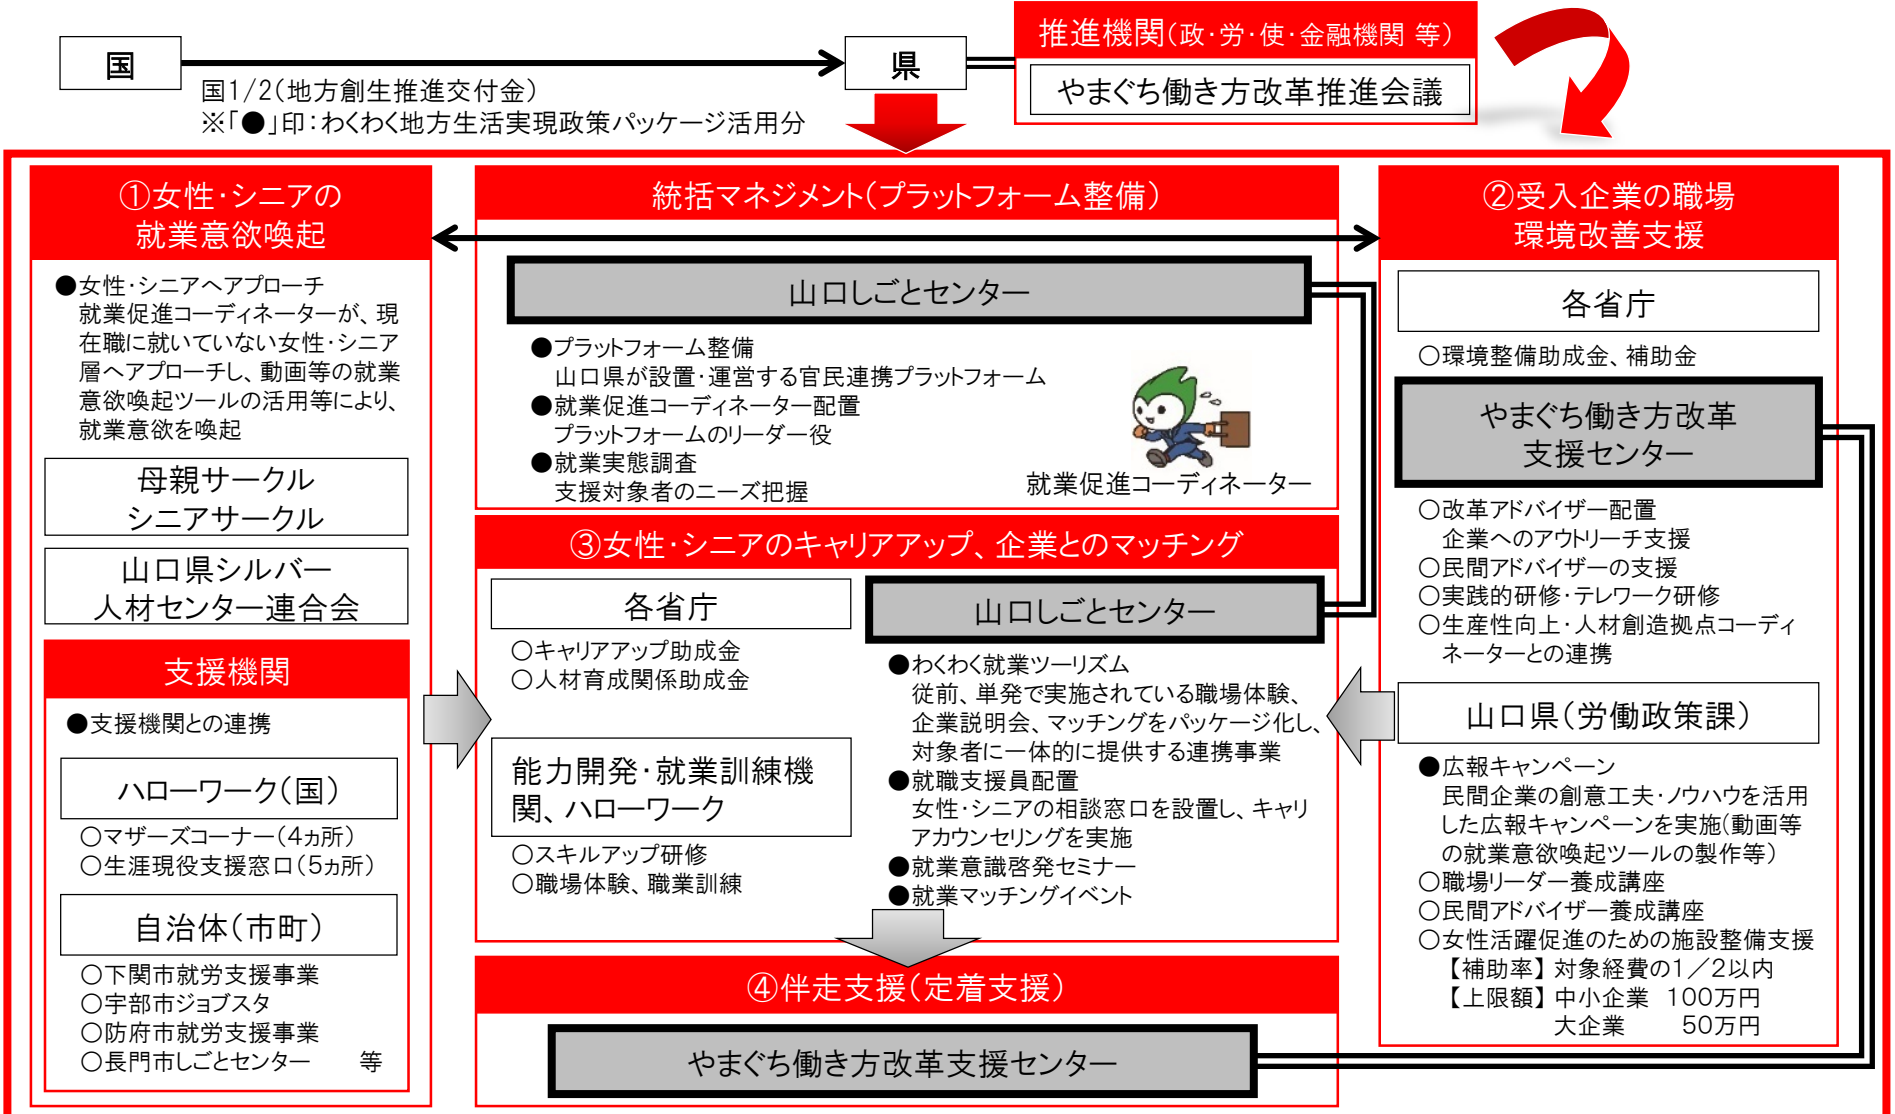 国
国1/2(地方創生推進交付金)
※「●」印:わくわく地方生活実現政策パッケージ活用分
県
推進機関(政・労・使・金融機関 等)
やまぐち働き方改革推進会議
①女性・シニアの
就業意欲喚起
●女性・シニアへアプローチ
就業促進コーディネーターが、現
在職に就いていない女性・シニア
層へアプローチし、動画等の就業
意欲喚起ツールの活用等により、
就業意欲を喚起
母親サークル
シニアサークル
山口県シルバー
人材センター連合会
支援機関
●支援機関との連携
ハローワーク(国)
○マザーズコーナー(4ヵ所)
○生涯現役支援窓口(5ヵ所)
自治体(市町)
○下関市就労支援事業
○宇部市ジョブスタ
○防府市就労支援事業
○長門市しごとセンター 等
統括マネジメント(プラットフォーム整備)
山口しごとセンター
●プラットフォーム整備
山口県が設置・運営する官民連携プラットフォーム
●就業促進コーディネーター配置
プラットフォームのリーダー役
●就業実態調査
支援対象者のニーズ把握
就業促進コーディネーター
③女性・シニアのキャリアアップ、企業とのマッチング
各省庁
○キャリアアップ助成金
○人材育成関係助成金
能力開発・就業訓練機
関、ハローワーク
○スキルアップ研修
○職場体験、職業訓練
山口しごとセンター
●わくわく就業ツーリズム
従前、単発で実施されている職場体験、
企業説明会、マッチングをパッケージ化し、
対象者に一体的に提供する連携事業
●就職支援員配置
女性・シニアの相談窓口を設置し、キャリ
アカウンセリングを実施
●就業意識啓発セミナー
●就業マッチングイベント
④伴走支援(定着支援)
やまぐち働き方改革支援センター
②受入企業の職場
環境改善支援
各省庁
○環境整備助成金、補助金
やまぐち働き方改革
支援センター
○改革アドバイザー配置
企業へのアウトリーチ支援
○民間アドバイザーの支援
○実践的研修・テレワーク研修
○生産性向上・人材創造拠点コーディ
ネーターとの連携
山口県(労働政策課)
●広報キャンペーン
民間企業の創意工夫・ノウハウを活用
した広報キャンペーンを実施(動画等
の就業意欲喚起ツールの製作等)
○職場リーダー養成講座
○民間アドバイザー養成講座
○女性活躍促進のための施設整備支援
【補助率】 対象経費の1/2以内
【上限額】 中小企業 100万円
大企業 50万円